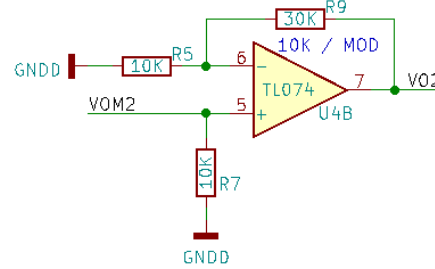 R9
30K
10K / MOD
R5
GNDD
10K
6
−
TL074
7
VO2
VOM2
5
+
U4B
10K
R7
GNDD